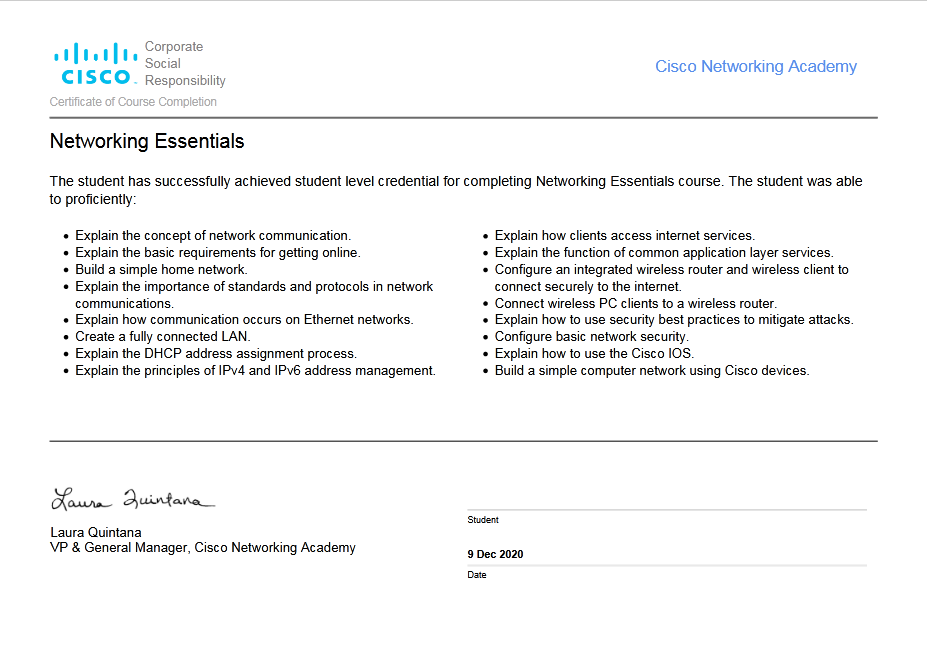 Corporate
Social
Responsibility
CISCO
Certificate of Course Completion
Cisco Networking Academy
Networking Essentials
The student has successfully achieved student level credential for completing Networking Essentials course. The student was able
to proficiently:
• Explain the concept of network communication.
• Explain the basic requirements for getting online.
• Build a simple home network.
• Explain the importance of standards and protocols in network
communications.
• Explain how communication occurs on Ethernet networks.
• Create a fully connected LAN.
• Explain the DHCP address assignment process.
• Explain the principles of IPv4 and IPv6 address management.
• Explain how clients access internet services.
• Explain the function of common application layer services.
• Configure an integrated wireless router and wireless client to
connect securely to the internet.
• Connect wireless PC clients to a wireless router.
• Explain how to use security best practices to mitigate attacks.
• Configure basic network security.
• Explain how to use the Cisco IOS.
• Build a simple computer network using Cisco devices.
Laura Quintana
Laura Quintana
VP & General Manager, Cisco Networking Academy
Student
9 Dec 2020
Date